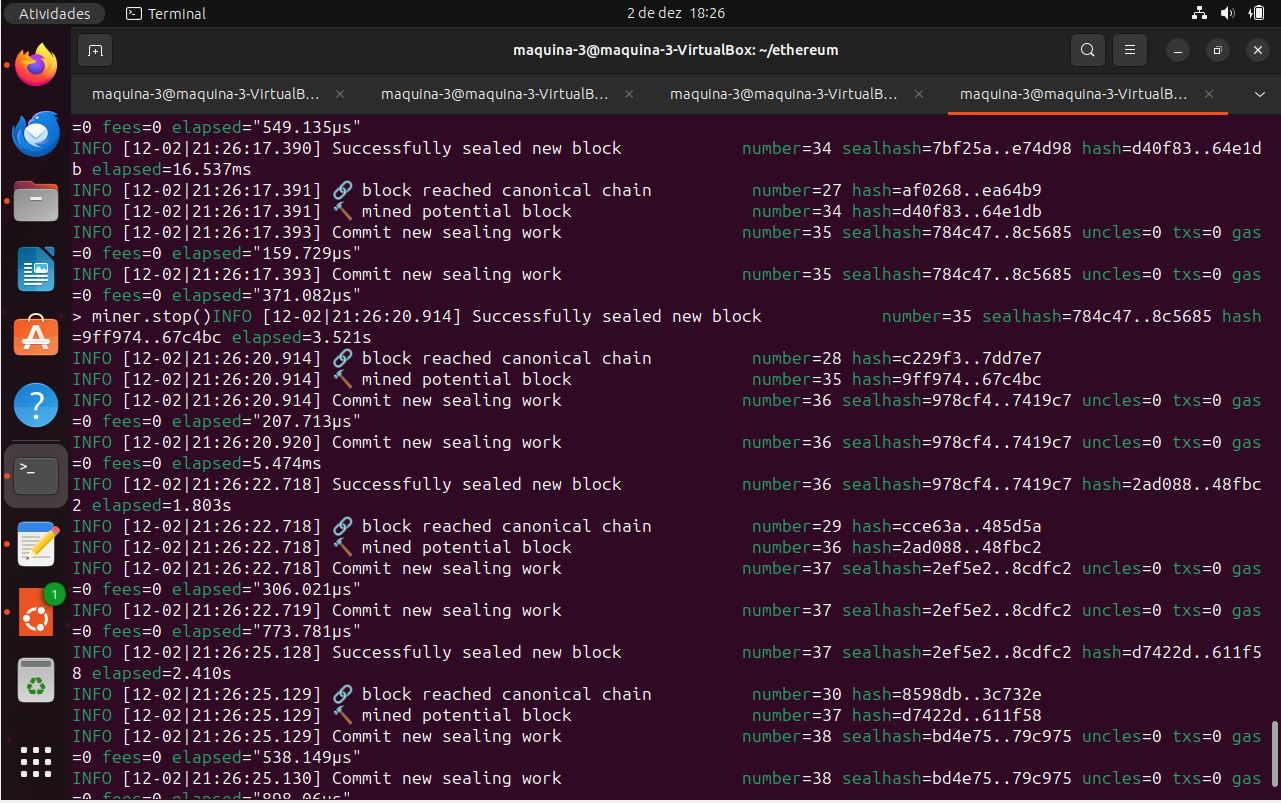 Atividades Terminal 2 de dez 18:26
maquina-3@maquina-3-VirtualBox: ~/ethereum
maquina-3@maquina-3-VirtualB... maquina-3@maquina-3-VirtualB... maquina-3@maquina-3-VirtualB... maquina-3@maquina-3-VirtualB...
=0 fees=0 elapsed="549.135µs"
INFO [12-02|21:26:17.390] Successfully sealed new block number=34 sealhash=7bf25a..e74d98 hash=d40f83..64e1d
b elapsed=16.537ms
INFO [12-02|21:26:17.391] 🔗 block reached canonical chain number=27 hash=af0268..ea64b9
INFO [12-02|21:26:17.391] 🔨 mined potential block number=34 hash=d40f83..64e1db
INFO [12-02|21:26:17.393] Commit new sealing work number=35 sealhash=784c47..8c5685 uncles=0 txs=0 gas
=0 fees=0 elapsed="159.729µs"
INFO [12-02|21:26:17.393] Commit new sealing work number=35 sealhash=784c47..8c5685 uncles=0 txs=0 gas
=0 fees=0 elapsed="371.082µs"
> miner.stop()INFO [12-02|21:26:20.914] Successfully sealed new block number=35 sealhash=784c47..8c5685 hash
=9ff974..67c4bc elapsed=3.521s
INFO [12-02|21:26:20.914] 🔗 block reached canonical chain number=28 hash=c229f3..7dd7e7
INFO [12-02|21:26:20.914] 🔨 mined potential block number=35 hash=9ff974..67c4bc
INFO [12-02|21:26:20.914] Commit new sealing work number=36 sealhash=978cf4..7419c7 uncles=0 txs=0 gas
=0 fees=0 elapsed="207.713µs"
INFO [12-02|21:26:20.920] Commit new sealing work number=36 sealhash=978cf4..7419c7 uncles=0 txs=0 gas
=0 fees=0 elapsed=5.474ms
INFO [12-02|21:26:22.718] Successfully sealed new block number=36 sealhash=978cf4..7419c7 hash=2ad088..48fbc
2 elapsed=1.803s
INFO [12-02|21:26:22.718] 🔗 block reached canonical chain number=29 hash=cce63a..485d5a
INFO [12-02|21:26:22.718] 🔨 mined potential block number=36 hash=2ad088..48fbc2
INFO [12-02|21:26:22.718] Commit new sealing work number=37 sealhash=2ef5e2..8cdfc2 uncles=0 txs=0 gas
=0 fees=0 elapsed="306.021µs"
INFO [12-02|21:26:22.719] Commit new sealing work number=37 sealhash=2ef5e2..8cdfc2 uncles=0 txs=0 gas
=0 fees=0 elapsed="773.781µs"
INFO [12-02|21:26:25.128] Successfully sealed new block number=37 sealhash=2ef5e2..8cdfc2 hash=d7422d..611f5
8 elapsed=2.410s
INFO [12-02|21:26:25.129] 🔗 block reached canonical chain number=30 hash=8598db..3c732e
INFO [12-02|21:26:25.129] 🔨 mined potential block number=37 hash=d7422d..611f58
INFO [12-02|21:26:25.129] Commit new sealing work number=38 sealhash=bd4e75..79c975 uncles=0 txs=0 gas
=0 fees=0 elapsed="538.149µs"
INFO [12-02|21:26:25.130] Commit new sealing work number=38 sealhash=bd4e75..79c975 uncles=0 txs=0 gas
=0 fees=0 elapsed="898.06µs"
1